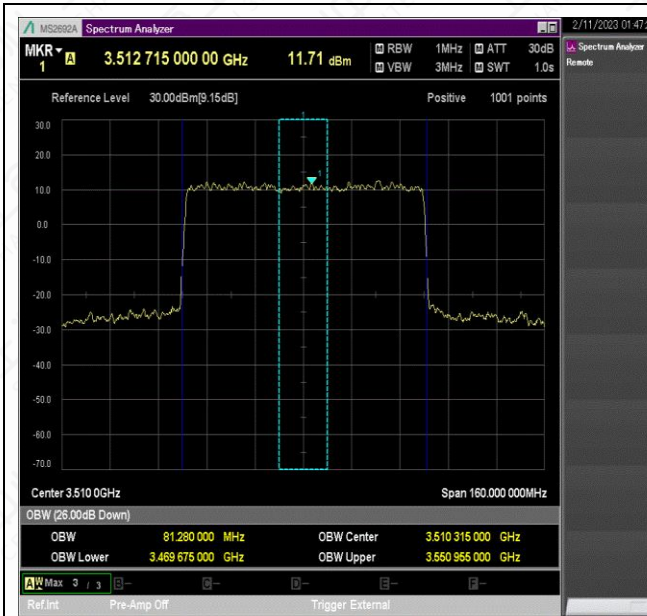 MS2692A Spectrum Analyzer
2/11/2023 01:47:
MKR A 3.512 715 000 00 GHz 11.71 dBm M RBW 1MHz M ATT 30dB
1 M VBW 3MHz M SWT 1.0s
Spectrum Analyzer
Remote
Reference Level 30.00dBm[9.15dB] Positive 1001 points
30.0
20.0
10.0
0.0
-10.0
-20.0
-30.0
-40.0
-50.0
-60.0
-70.0
1
Center 3.510 0GHz Span 160.000 000MHz
OBW (26.00dB Down)
OBW 81.280 000 MHz OBW Center 3.510 315 000 GHz
OBW Lower 3.469 675 000 GHz OBW Upper 3.550 955 000 GHz
A W Max 3 / 3 B- C- D- E- F-
Ref.Int Pre-Amp Off Trigger External